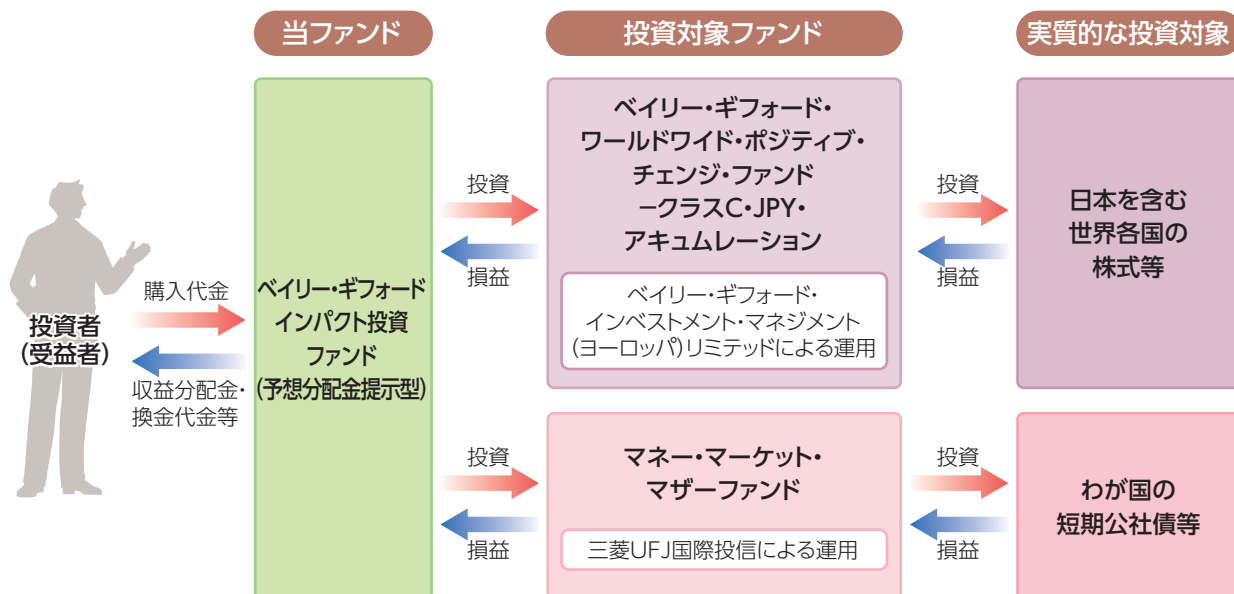 当ファンド
投資対象ファンド
実質的な投資対象
投資者
(受益者)
購入代金
収益分配金・
換金代金等
ベイリー・ギフォード
インパクト投資
ファンド
(予想分配金提示型)
投資
損益
ベイリー・ギフォード・
ワールドワイド・ポジティブ・
チェンジ・ファンド
－クラスC・JPY・
アキュムレーション
ベイリー・ギフォード・
インベストメント・マネジメント
(ヨーロッパ)リミテッドによる運用
投資
損益
日本を含む
世界各国の
株式等
投資
損益
マネー・マーケット・
マザーファンド
三菱UFJ国際投信による運用
投資
損益
わが国の
短期公社債等